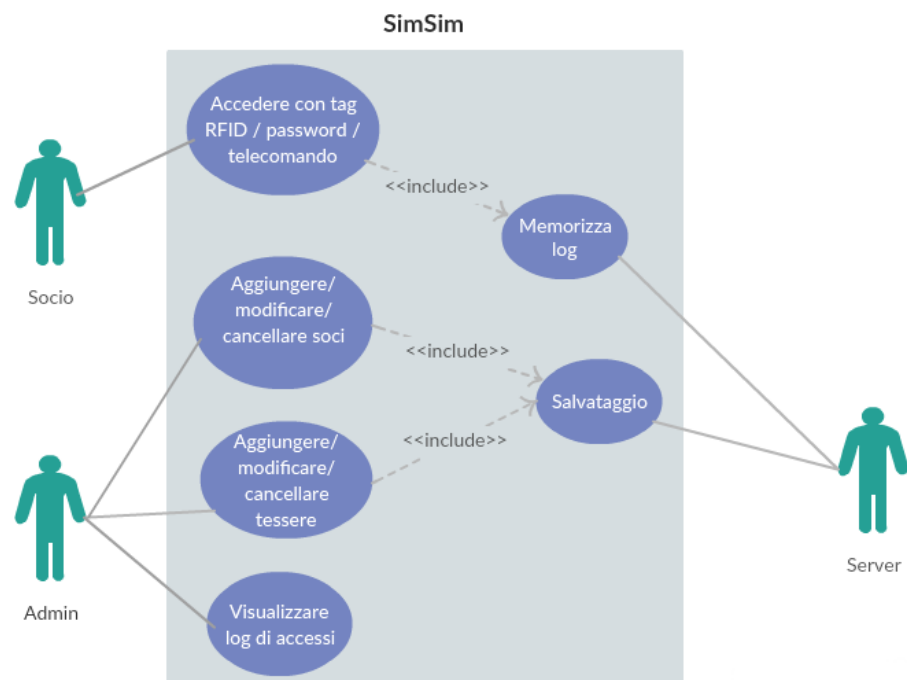 SimSim
Accedere con tag
RFID / password /
telecomando
<<include>>
Memorizza
log
Socio
Aggiungere/
modificare/
cancellare soci
<<include>>
Salvataggio
<<include>>
Aggiungere/
modificare/
cancellare
tessere
Admin
Server
Visualizzare
log di accessi